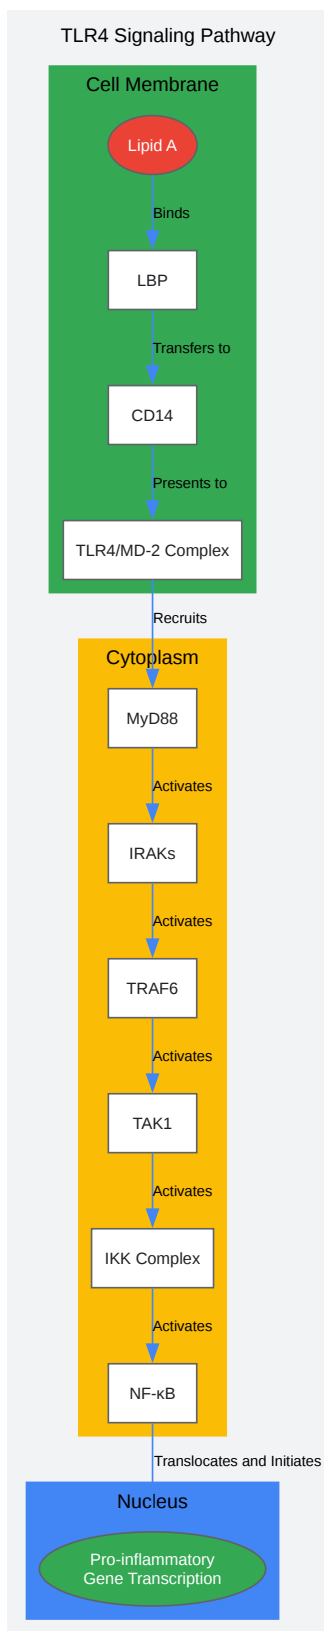 TLR4 Signaling Pathway
Cell Membrane
Lipid A
Binds
LBP
Transfers to
CD14
Presents to
TLR4/MD-2 Complex
Recruits
Cytoplasm
MyD88
Activates
IRAKs
Activates
TRAF6
Activates
TAK1
Activates
IKK Complex
Activates
NF-κB
Translocates and Initiates
Nucleus
Pro-inflammatory
Gene Transcription